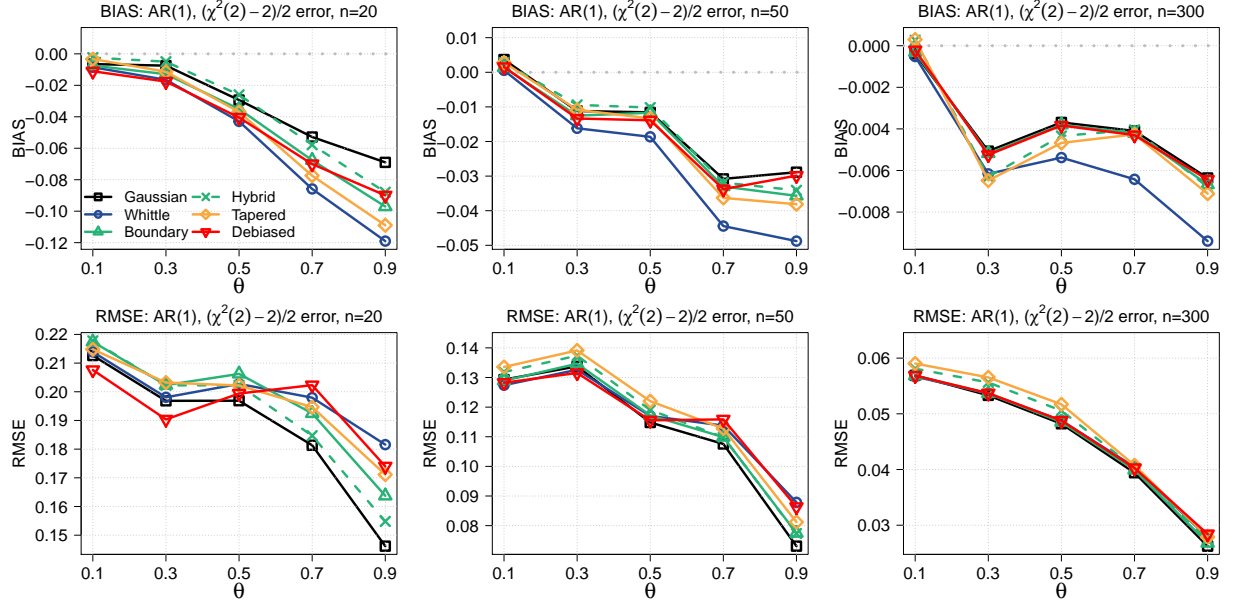 BIAS: AR(1), (χ²(2)−2)/2 error, n=20
BIAS
0.00
−0.02
−0.04
−0.06
−0.08
−0.10
−0.12
Gaussian
Whittle
Boundary
Hybrid
Tapered
Debiased
0.1 0.3 0.5 0.7 0.9
θ
BIAS: AR(1), (χ²(2)−2)/2 error, n=50
BIAS
0.01
0.00
−0.01
−0.02
−0.03
−0.04
−0.05
0.1 0.3 0.5 0.7 0.9
θ
BIAS: AR(1), (χ²(2)−2)/2 error, n=300
BIAS
0.000
−0.002
−0.004
−0.006
−0.008
0.1 0.3 0.5 0.7 0.9
θ
RMSE: AR(1), (χ²(2)−2)/2 error, n=20
RMSE
0.22
0.21
0.20
0.19
0.18
0.17
0.16
0.15
0.1 0.3 0.5 0.7 0.9
θ
RMSE: AR(1), (χ²(2)−2)/2 error, n=50
RMSE
0.14
0.13
0.12
0.11
0.10
0.09
0.08
0.1 0.3 0.5 0.7 0.9
θ
RMSE: AR(1), (χ²(2)−2)/2 error, n=300
RMSE
0.06
0.05
0.04
0.03
0.1 0.3 0.5 0.7 0.9
θ